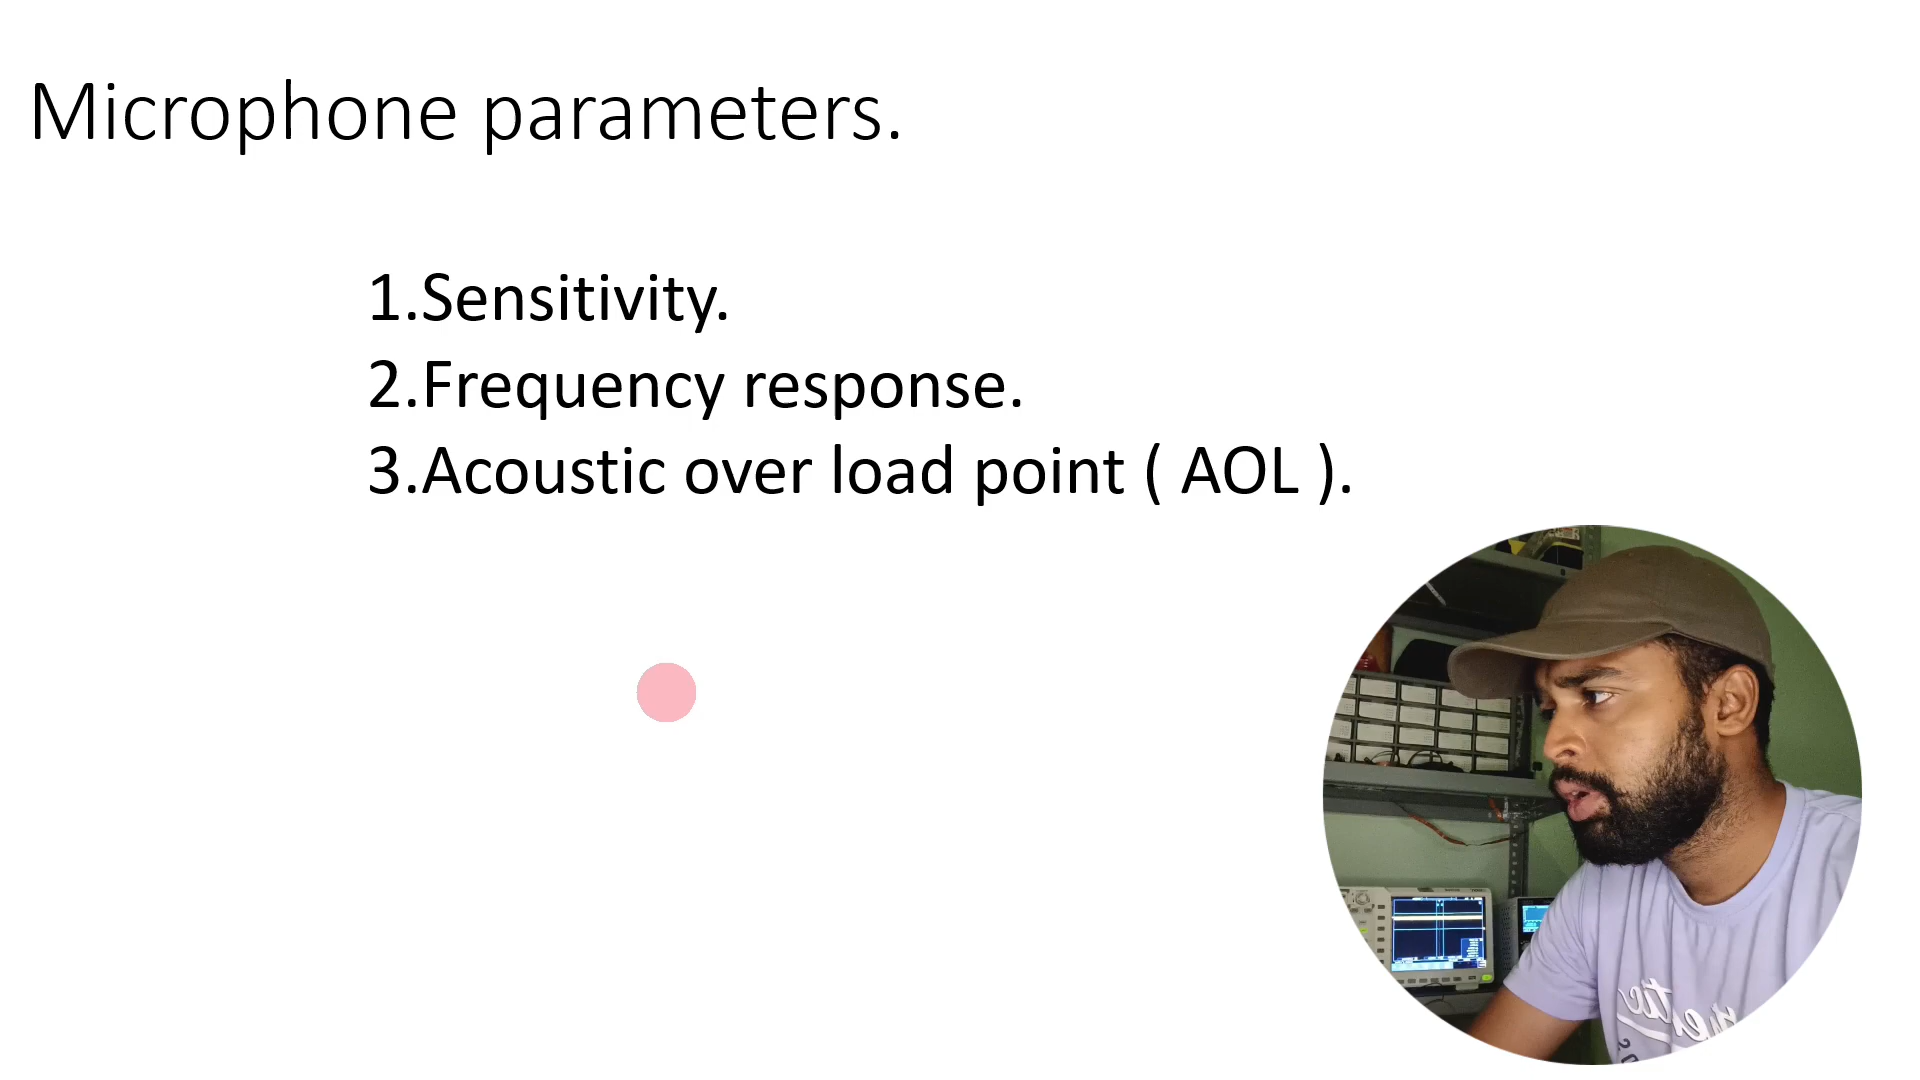 Microphone parameters.
1.Sensitivity.
2.Frequency response.
3.Acoustic over load point ( AOL ).